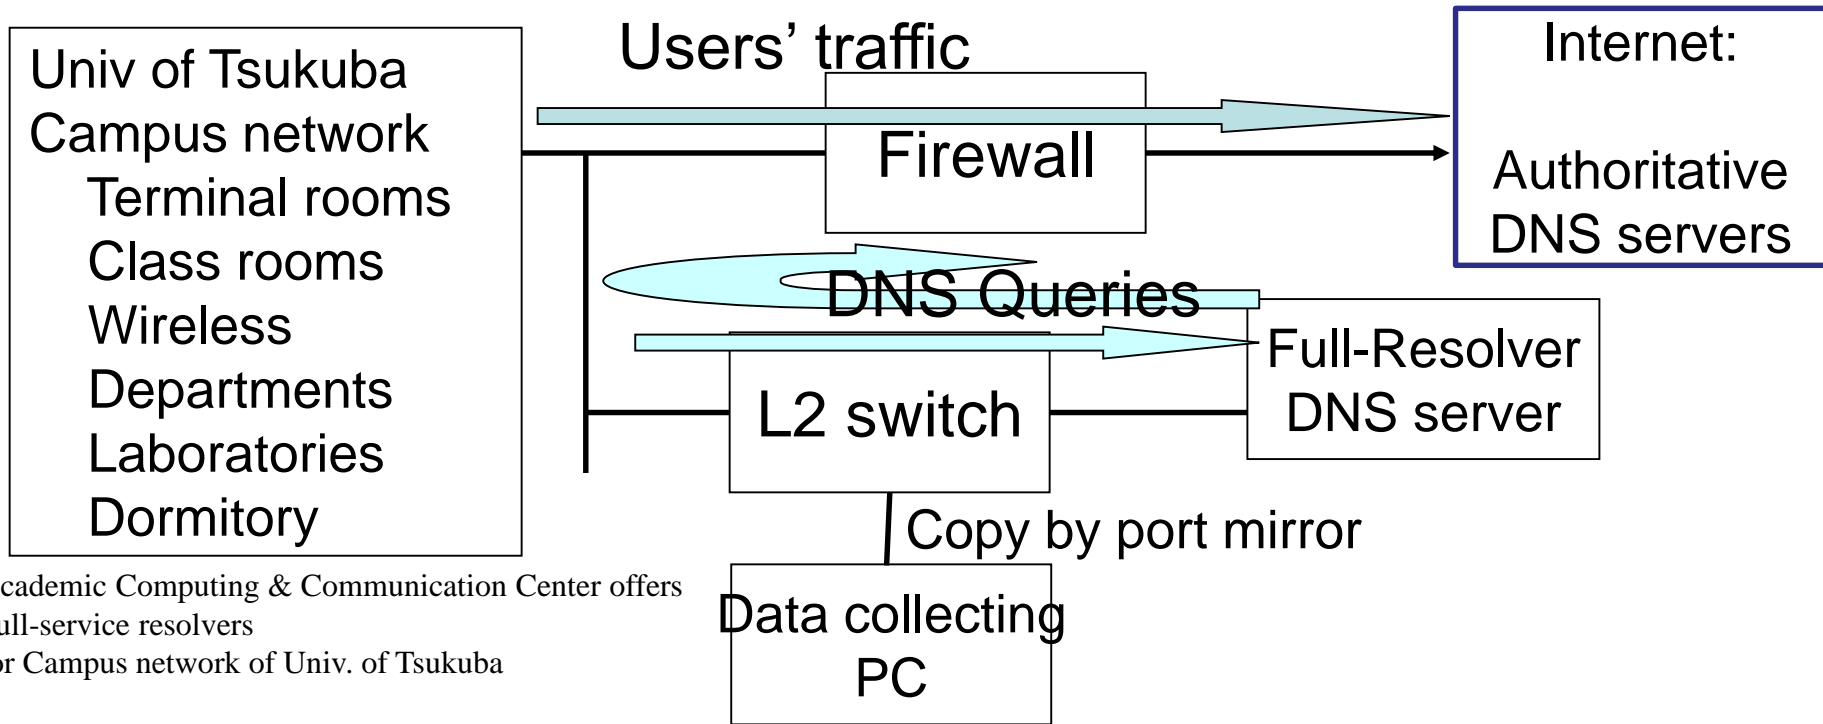 Univ of Tsukuba
Campus network
Terminal rooms
Class rooms
Wireless
Departments
Laboratories
Dormitory
Users’ traffic
Firewall
Internet:
Authoritative
DNS servers
DNS Queries
Full-Resolver
DNS server
L2 switch
Copy by port mirror
Data collecting
PC
cademic Computing & Communication Center offers
ull-service resolvers
or Campus network of Univ. of Tsukuba